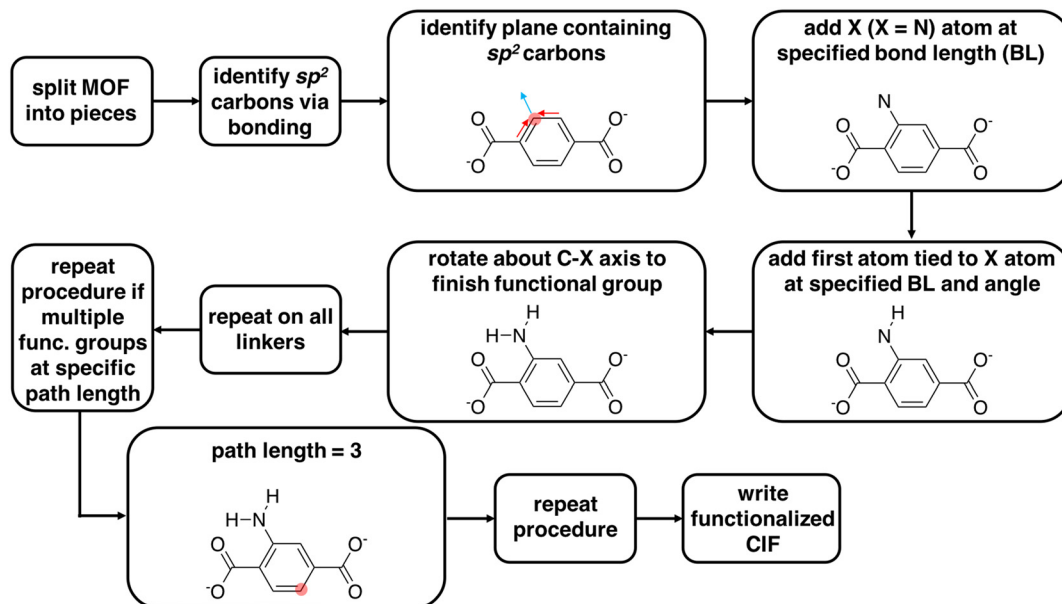 split MOF
into pieces
identify sp²
carbons via
bonding
identify plane containing
sp² carbons
O
-O
O-
O
add X (X = N) atom at
specified bond length (BL)
N
O
-O
O-
O
add first atom tied to X atom
at specified BL and angle
H
N
O
-O
O-
O
rotate about C-X axis to
finish functional group
H
H N
O
-O
O-
O
repeat on all
linkers
repeat
procedure if
multiple
func. groups
at specific
path length
path length = 3
H
H N
O
-O
O-
O
repeat
procedure
write
functionalized
CIF